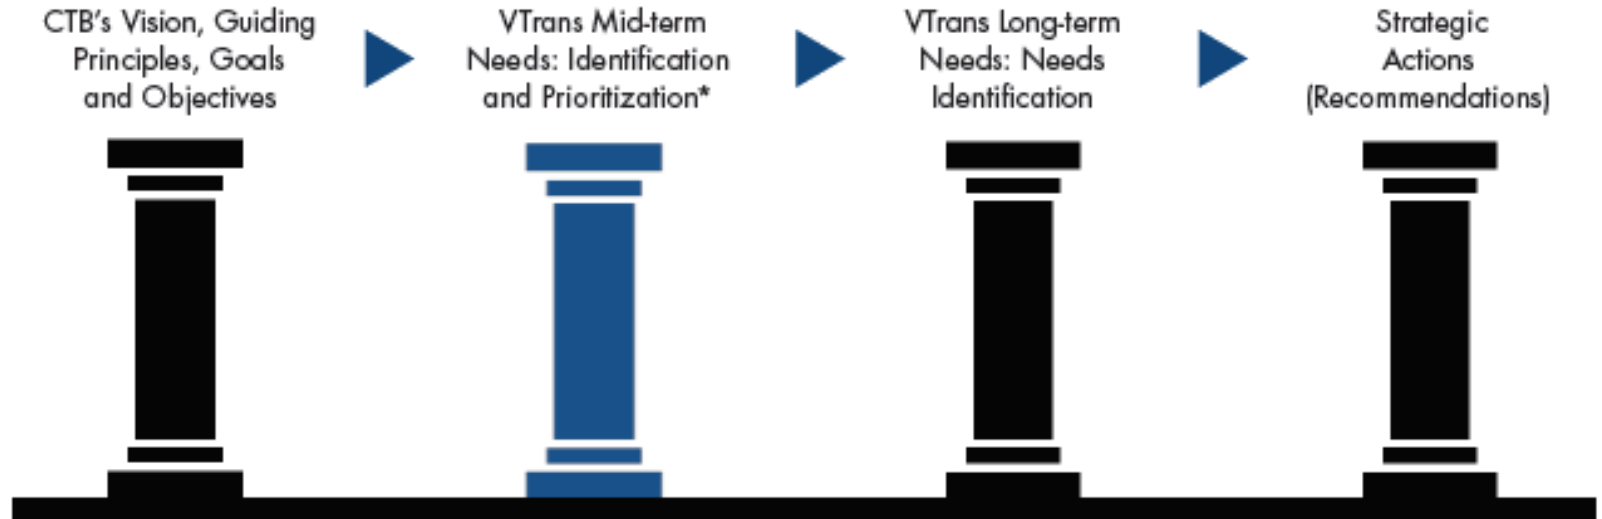 CTB's Vision, Guiding
Principles, Goals
and Objectives
VTrans Mid-term
Needs: Identification
and Prioritization*
VTrans Long-term
Needs: Needs
Identification
Strategic
Actions
(Recommendations)